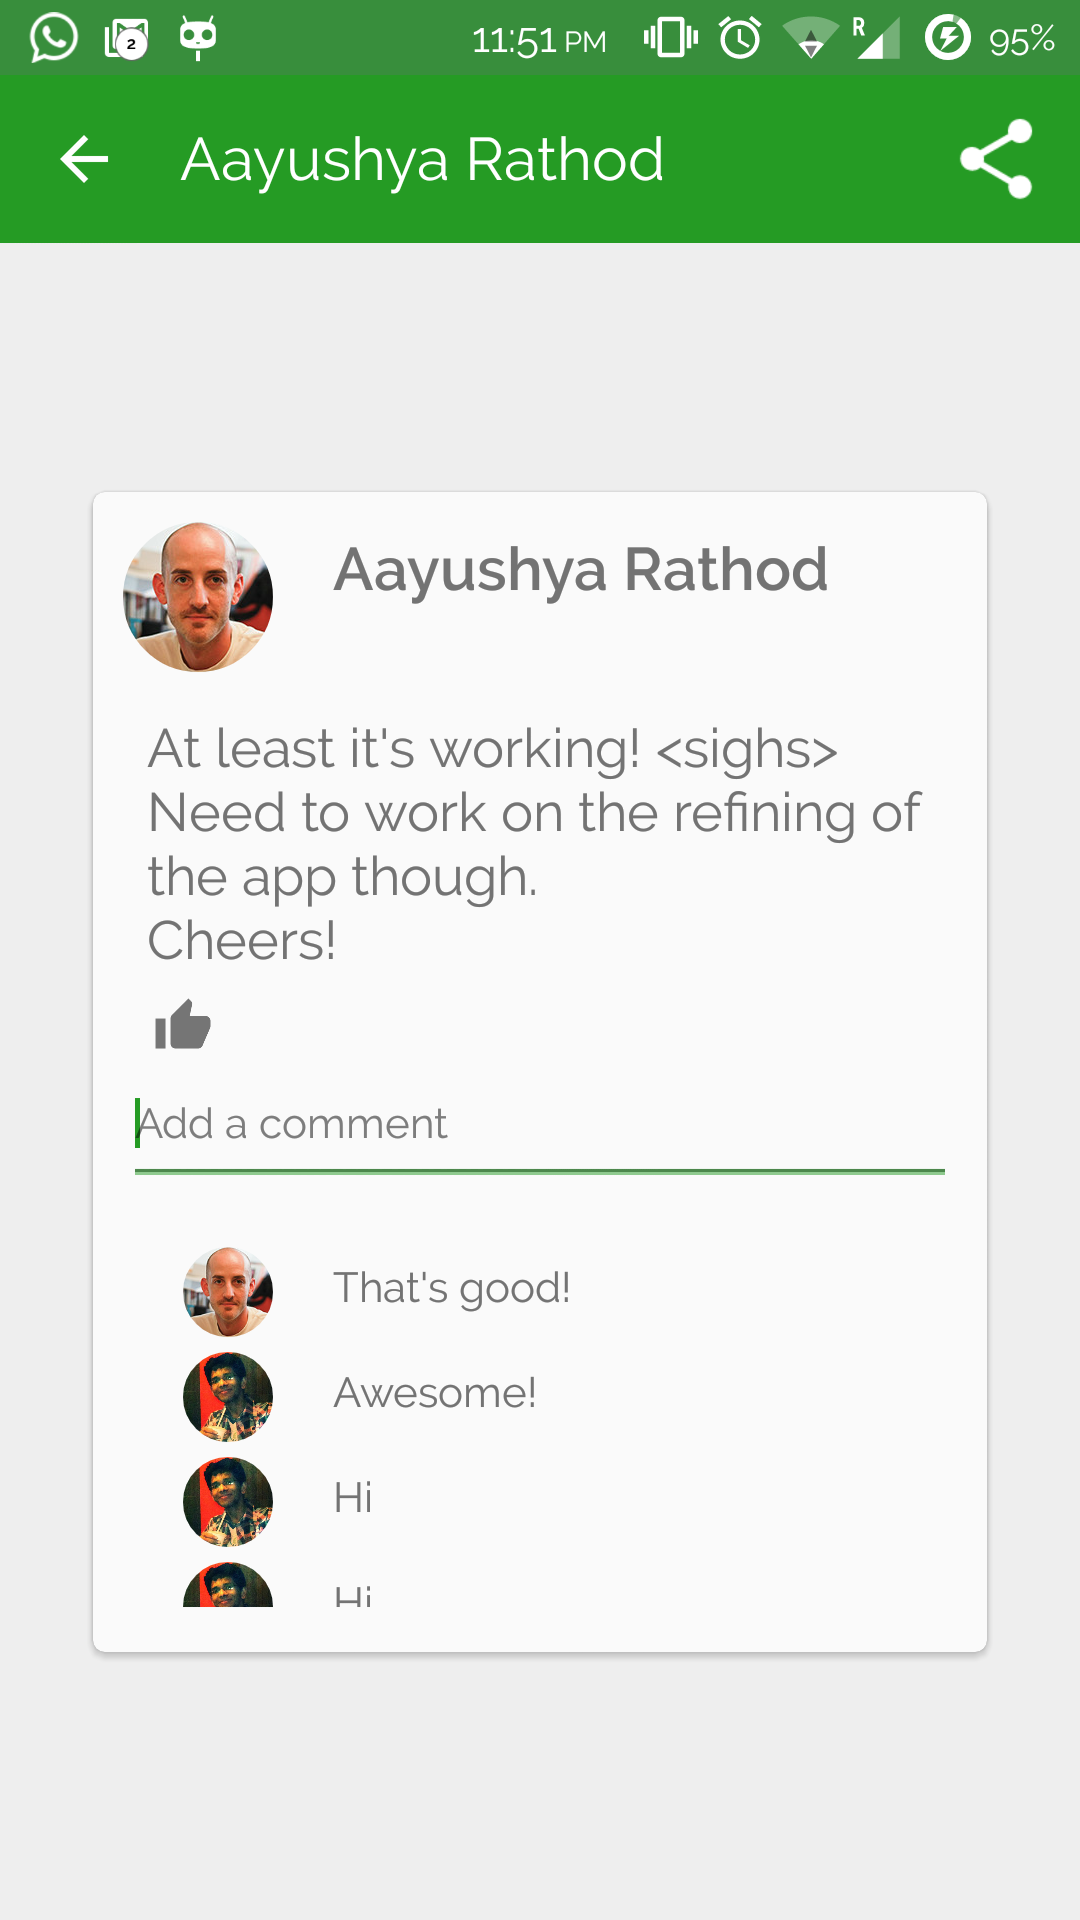 2
11:51 PM
R
95%
Aayushya Rathod
Aayushya Rathod
At least it's working! <sighs>
Need to work on the refining of
the app though.
Cheers!
Add a comment
That's good!
Awesome!
Hi
Hi